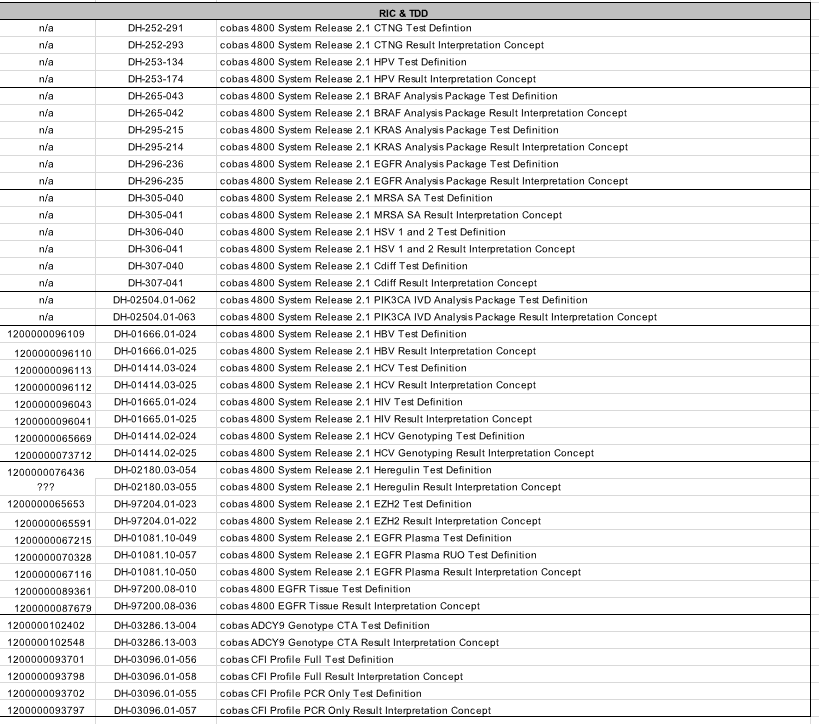 RIC & TDD
n/a DH-252-291 cobas 4800 System Release 2.1 CTNG Test Defintion
n/a DH-252-293 cobas 4800 System Release 2.1 CTNG Result Interpretation Concept
n/a DH-253-134 cobas 4800 System Release 2.1 HPV Test Definition
n/a DH-253-174 cobas 4800 System Release 2.1 HPV Result Interpretation Concept
n/a DH-265-043 cobas 4800 System Release 2.1 BRAF Analysis Package Test Definition
n/a DH-265-042 cobas 4800 System Release 2.1 BRAF Analysis Package Result Interpretation Concept
n/a DH-295-215 cobas 4800 System Release 2.1 KRAS Analysis Package Test Definition
n/a DH-295-214 cobas 4800 System Release 2.1 KRAS Analysis Package Result Interpretation Concept
n/a DH-296-236 cobas 4800 System Release 2.1 EGFR Analysis Package Test Definition
n/a DH-296-235 cobas 4800 System Release 2.1 EGFR Analysis Package Result Interpretation Concept
n/a DH-305-040 cobas 4800 System Release 2.1 MRSA SA Test Definition
n/a DH-305-041 cobas 4800 System Release 2.1 MRSA SA Result Interpretation Concept
n/a DH-306-040 cobas 4800 System Release 2.1 HSV 1 and 2 Test Definition
n/a DH-306-041 cobas 4800 System Release 2.1 HSV 1 and 2 Result Interpretation Concept
n/a DH-307-040 cobas 4800 System Release 2.1 Cdiff Test Definition
n/a DH-307-041 cobas 4800 System Release 2.1 Cdiff Result Interpretation Concept
n/a DH-02504.01-062 cobas 4800 System Release 2.1 PIK3CA IVD Analysis Package Test Definition
n/a DH-02504.01-063 cobas 4800 System Release 2.1 PIK3CA IVD Analysis Package Result Interpretation Concept
1200000096109 DH-01666.01-024 cobas 4800 System Release 2.1 HBV Test Definition
1200000096110 DH-01666.01-025 cobas 4800 System Release 2.1 HBV Result Interpretation Concept
1200000096113 DH-01414.03-024 cobas 4800 System Release 2.1 HCV Test Definition
1200000096112 DH-01414.03-025 cobas 4800 System Release 2.1 HCV Result Interpretation Concept
1200000096043 DH-01665.01-024 cobas 4800 System Release 2.1 HIV Test Definition
1200000096041 DH-01665.01-025 cobas 4800 System Release 2.1 HIV Result Interpretation Concept
1200000065669 DH-01414.02-024 cobas 4800 System Release 2.1 HCV Genotyping Test Definition
1200000073712 DH-01414.02-025 cobas 4800 System Release 2.1 HCV Genotyping Result Interpretation Concept
1200000076436 DH-02180.03-054 cobas 4800 System Release 2.1 Heregulin Test Definition
??? DH-02180.03-055 cobas 4800 System Release 2.1 Heregulin Result Interpretation Concept
1200000065653 DH-97204.01-023 cobas 4800 System Release 2.1 EZH2 Test Definition
1200000065591 DH-97204.01-022 cobas 4800 System Release 2.1 EZH2 Result Interpretation Concept
1200000067215 DH-01081.10-049 cobas 4800 System Release 2.1 EGFR Plasma Test Definition
1200000070328 DH-01081.10-057 cobas 4800 System Release 2.1 EGFR Plasma RUO Test Definition
1200000067116 DH-01081.10-050 cobas 4800 System Release 2.1 EGFR Plasma Result Interpretation Concept
1200000089361 DH-97200.08-010 cobas 4800 EGFR Tissue Test Definition
1200000087679 DH-97200.08-036 cobas 4800 EGFR Tissue Result Interpretation Concept
1200000102402 DH-03286.13-004 cobas ADCY9 Genotype CTA Test Definition
1200000102548 DH-03286.13-003 cobas ADCY9 Genotype CTA Result Interpretation Concept
1200000093701 DH-03096.01-056 cobas CFI Profile Full Test Definition
1200000093798 DH-03096.01-058 cobas CFI Profile Full Result Interpretation Concept
1200000093702 DH-03096.01-055 cobas CFI Profile PCR Only Test Definition
1200000093797 DH-03096.01-057 cobas CFI Profile PCR Only Result Interpretation Concept